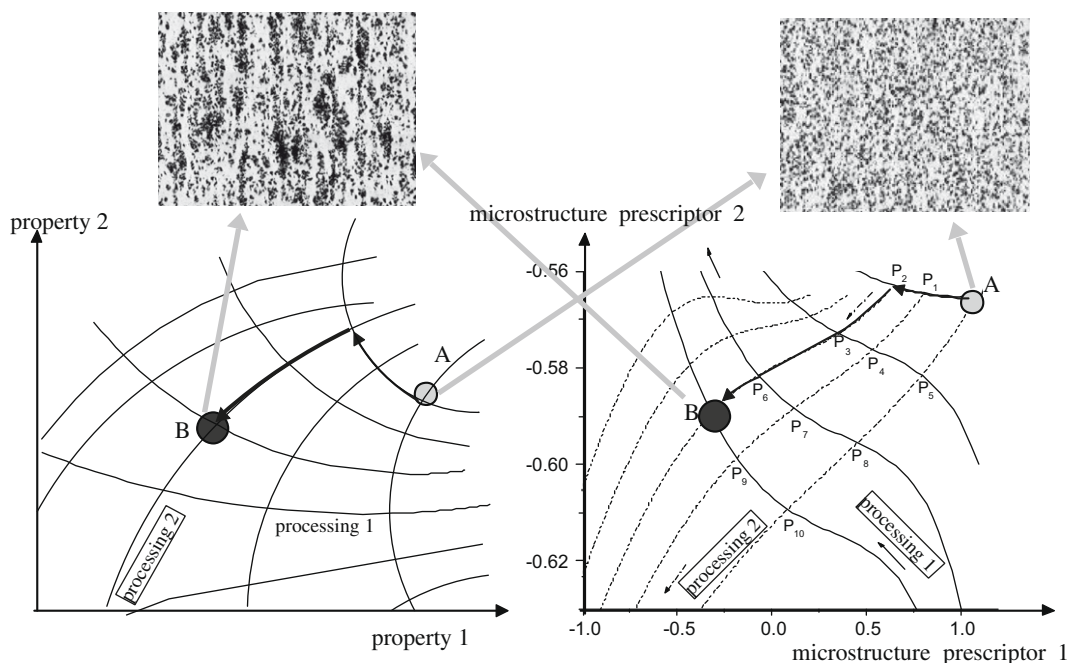 property 2
microstructure prescriptor 2
A
B
processing 1
processing 2
property 1
-0.56
-0.58
-0.60
-0.62
-1.0
-0.5
0.0
0.5
1.0
P2
P1
A
P3
P4
P5
P6
B
P7
P8
P9
P10
processing 2
processing 1
microstructure prescriptor 1